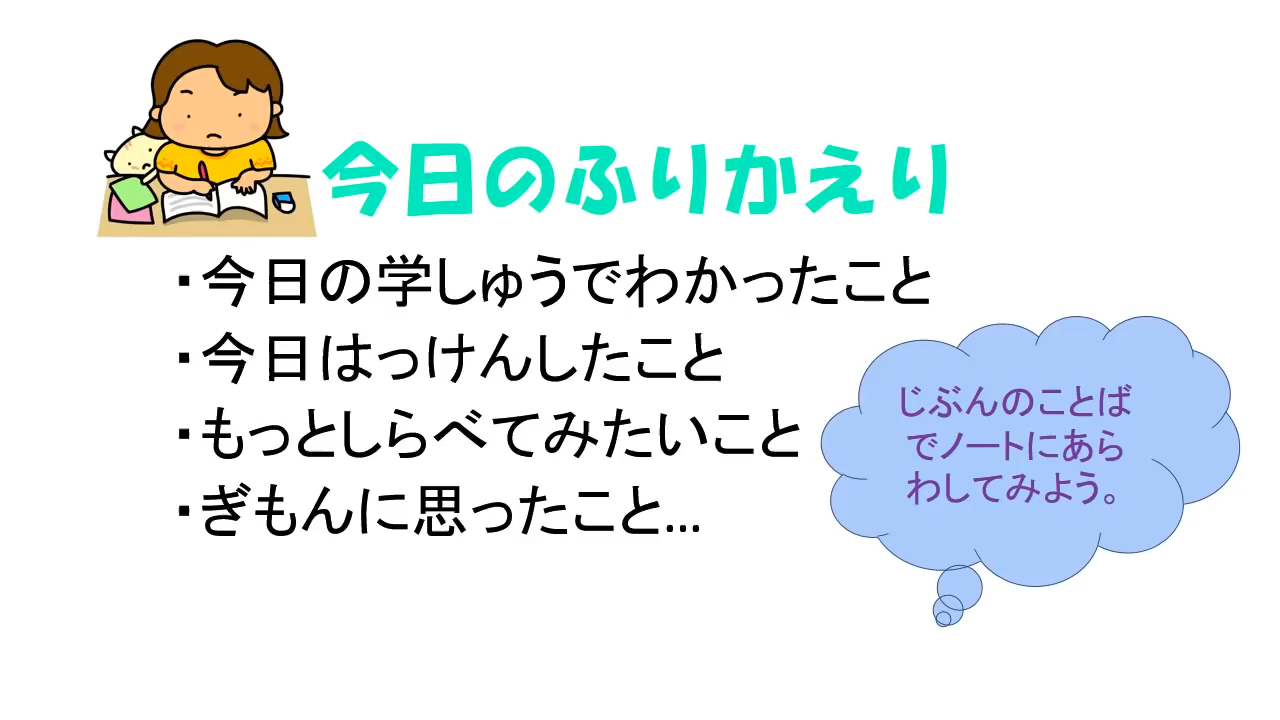 今日のふりかえり
・今日の学しゅうでわかったこと
・今日はっけんしたこと
・もっとしらべてみたいこと
・ぎもんに思ったこと…
じぶんのことば
でノートにあら
わしてみよう。